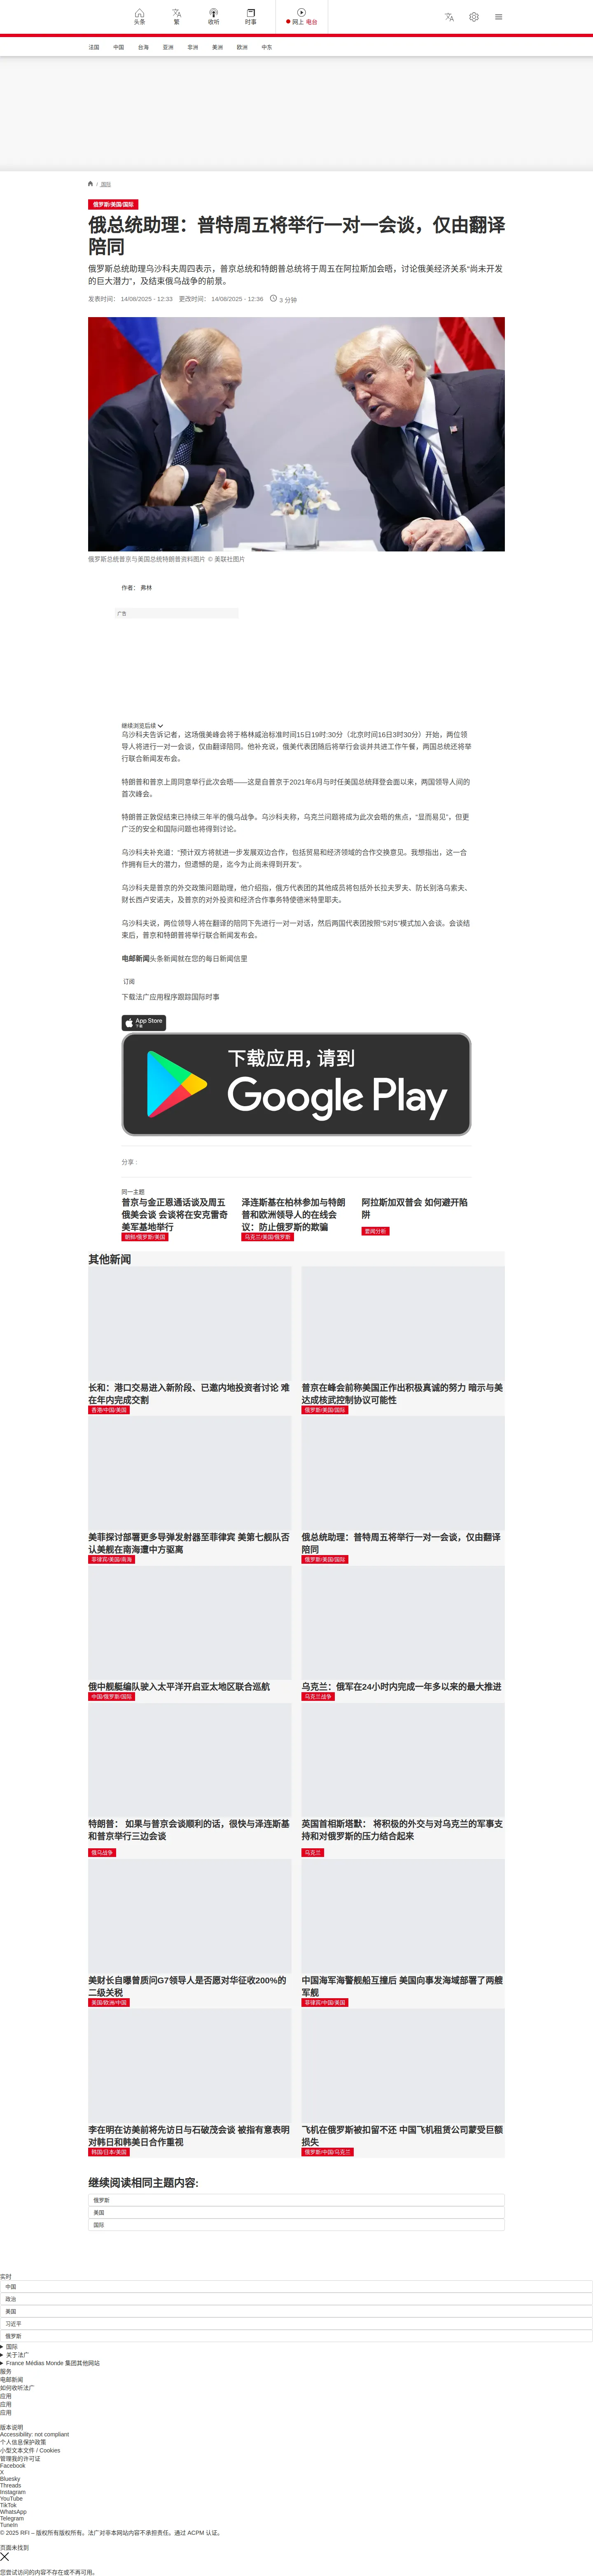 头条
繁
收听
时事
网上 电台
法国 中国 台海 亚洲 非洲 美洲 欧洲 中东
/ 国际
俄罗斯/美国/国际
俄总统助理：普特周五将举行一对一会谈，仅由翻译
陪同
俄罗斯总统助理乌沙科夫周四表示，普京总统和特朗普总统将于周五在阿拉斯加会晤，讨论俄美经济关系“尚未开发
的巨大潜力”，及结束俄乌战争的前景。
发表时间： 14/08/2025 - 12:33 更改时间： 14/08/2025 - 12:36 3 分钟
俄罗斯总统普京与美国总统特朗普资料图片 © 美联社图片
作者： 弗林
广告
继续浏览后续
乌沙科夫告诉记者，这场俄美峰会将于格林威治标准时间15日19时:30分（北京时间16日3时30分）开始，两位领
导人将进行一对一会谈，仅由翻译陪同。他补充说，俄美代表团随后将举行会谈并共进工作午餐，两国总统还将举
行联合新闻发布会。
特朗普和普京上周同意举行此次会晤——这是自普京于2021年6月与时任美国总统拜登会面以来，两国领导人间的
首次峰会。
特朗普正敦促结束已持续三年半的俄乌战争。乌沙科夫称，乌克兰问题将成为此次会晤的焦点，“显而易见”，但更
广泛的安全和国际问题也将得到讨论。
乌沙科夫补充道：“预计双方将就进一步发展双边合作，包括贸易和经济领域的合作交换意见。我想指出，这一合
作拥有巨大的潜力，但遗憾的是，迄今为止尚未得到开发”。
乌沙科夫是普京的外交政策问题助理，他介绍指，俄方代表团的其他成员将包括外长拉夫罗夫、防长别洛乌索夫、
财长西卢安诺夫，及普京的对外投资和经济合作事务特使德米特里耶夫。
乌沙科夫说，两位领导人将在翻译的陪同下先进行一对一对话，然后两国代表团按照“5对5”模式加入会谈。会谈结
束后，普京和特朗普将举行联合新闻发布会。
电邮新闻头条新闻就在您的每日新闻信里
订阅
下载法广应用程序跟踪国际时事
App Store
下载
下载应用，请到
Google Play
分享 :
同一主题
普京与金正恩通话谈及周五
俄美会谈 会谈将在安克雷奇
美军基地举行
朝鲜/俄罗斯/美国
泽连斯基在柏林参加与特朗
普和欧洲领导人的在线会
议：防止俄罗斯的欺骗
乌克兰/美国/俄罗斯
阿拉斯加双普会 如何避开陷
阱
要闻分析
其他新闻
长和：港口交易进入新阶段、已邀内地投资者讨论 难
在年内完成交割
香港/中国/美国
普京在峰会前称美国正作出积极真诚的努力 暗示与美
达成核武控制协议可能性
俄罗斯/美国/国际
美菲探讨部署更多导弹发射器至菲律宾 美第七舰队否
认美舰在南海遭中方驱离
菲律宾/美国/南海
俄总统助理：普特周五将举行一对一会谈，仅由翻译
陪同
俄罗斯/美国/国际
俄中舰艇编队驶入太平洋开启亚太地区联合巡航
中国/俄罗斯/国际
乌克兰：俄军在24小时内完成一年多以来的最大推进
乌克兰战争
特朗普： 如果与普京会谈顺利的话，很快与泽连斯基
和普京举行三边会谈
俄乌战争
英国首相斯塔默： 将积极的外交与对乌克兰的军事支
持和对俄罗斯的压力结合起来
乌克兰
美财长自曝曾质问G7领导人是否愿对华征收200%的
二级关税
美国/欧洲/中国
中国海军海警舰船互撞后 美国向事发海域部署了两艘
军舰
菲律宾/中国/美国
李在明在访美前将先访日与石破茂会谈 被指有意表明
对韩日和韩美日合作重视
韩国/日本/美国
飞机在俄罗斯被扣留不还 中国飞机租赁公司蒙受巨额
损失
俄罗斯/中国/乌克兰
继续阅读相同主题内容:
俄罗斯
美国
国际
实时
中国
政治
美国
习近平
俄罗斯
国际
关于法广
France Médias Monde 集团其他网站
服务
电邮新闻
如何收听法广
应用
应用
应用
版本说明
Accessibility: not compliant
个人信息保护政策
小型文本文件 / Cookies
管理我的许可证
Facebook
X
Bluesky
Threads
Instagram
YouTube
TikTok
WhatsApp
Telegram
TuneIn
© 2025 RFI – 版权所有版权所有。法广对非本网站内容不承担责任。通过 ACPM 认证。
页面未找到
您尝试访问的内容不存在或不再可用。